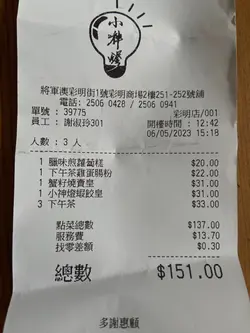 小神燈
將軍澳彩明街1號彩明商場2樓251-252號舖
電話: 2506 0428 / 2506 0941
單號 : 39775 彩明店/001
員工 : 謝淑玲301 開檯時間 : 12:42
06/05/2023 15:18
人數 : 3 人
1 臘味煎蘿蔔糕 $20.00
1 下午茶雞蛋腸粉 $22.00
1 蟹籽燒賣皇 $31.00
1 小神燈蝦餃皇 $31.00
3 下午茶 $33.00
點菜總數 $137.00
服務費 $13.70
找零差額 $0.30
總數 $151.00
多謝惠顧